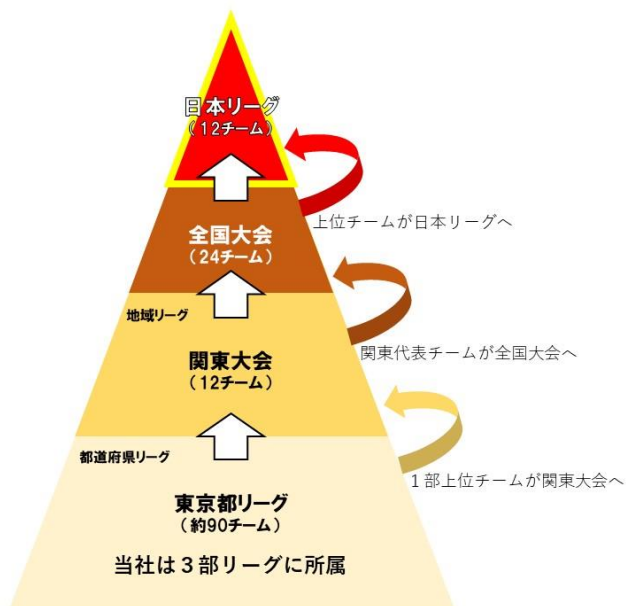 日本リーグ
(12チーム)
上位チームが日本リーグへ
全国大会
(24チーム)
地域リーグ
関東代表チームが全国大会へ
関東大会
(12チーム)
都道府県リーグ
1部上位チームが関東大会へ
東京都リーグ
(約90チーム)
当社は3部リーグに所属